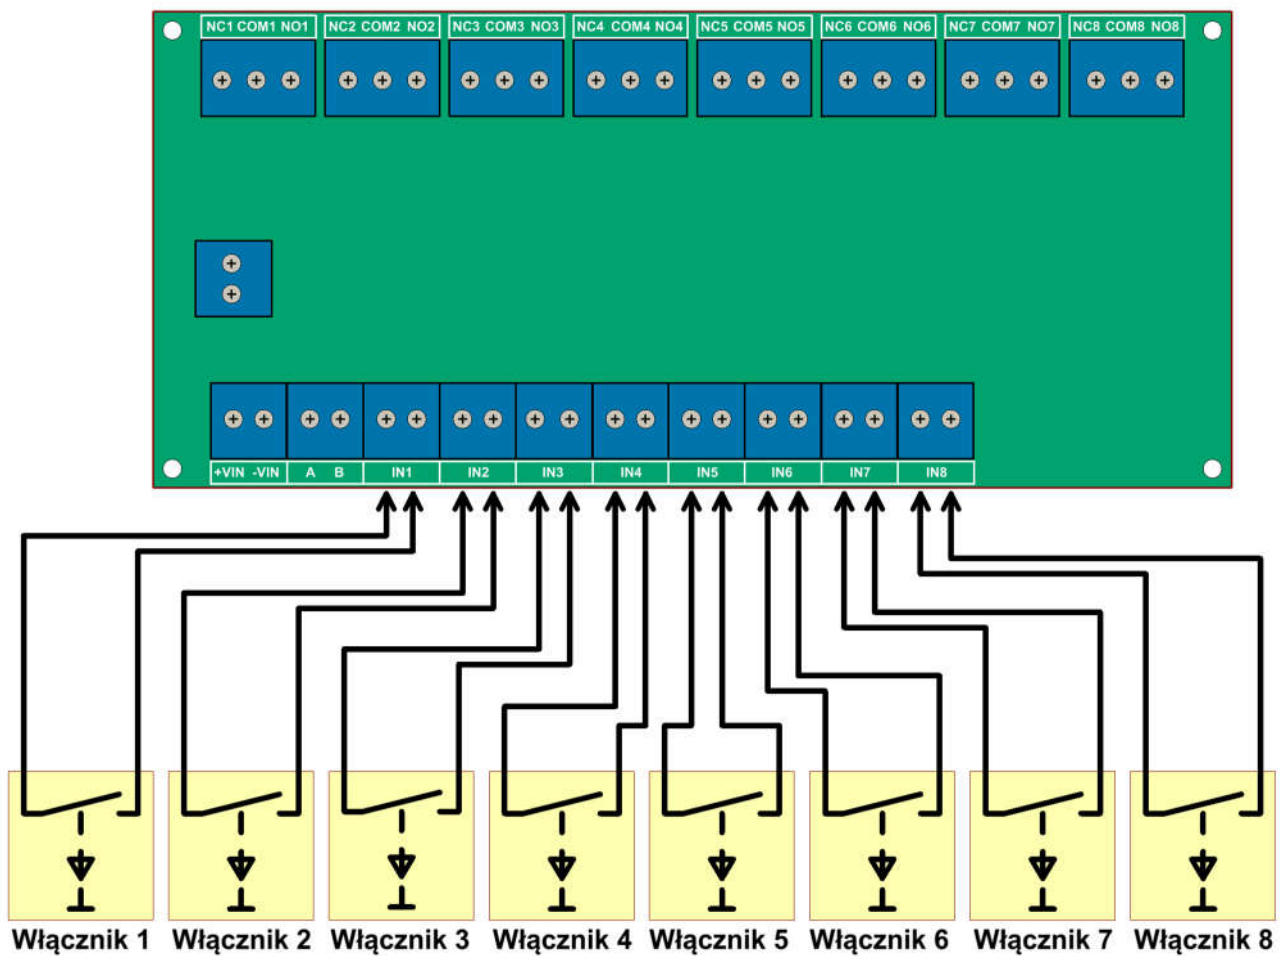 NC1 COM1 NO1 NC2 COM2 NO2 NC3 COM3 NO3 NC4 COM4 NO4 NC5 COM5 NO5 NC6 COM6 NO6 NC7 COM7 NO7 NC8 COM8 NO8
+VIN -VIN A B IN1 IN2 IN3 IN4 IN5 IN6 IN7 IN8
Włącznik 1 Włącznik 2 Włącznik 3 Włącznik 4 Włącznik 5 Włącznik 6 Włącznik 7 Włącznik 8